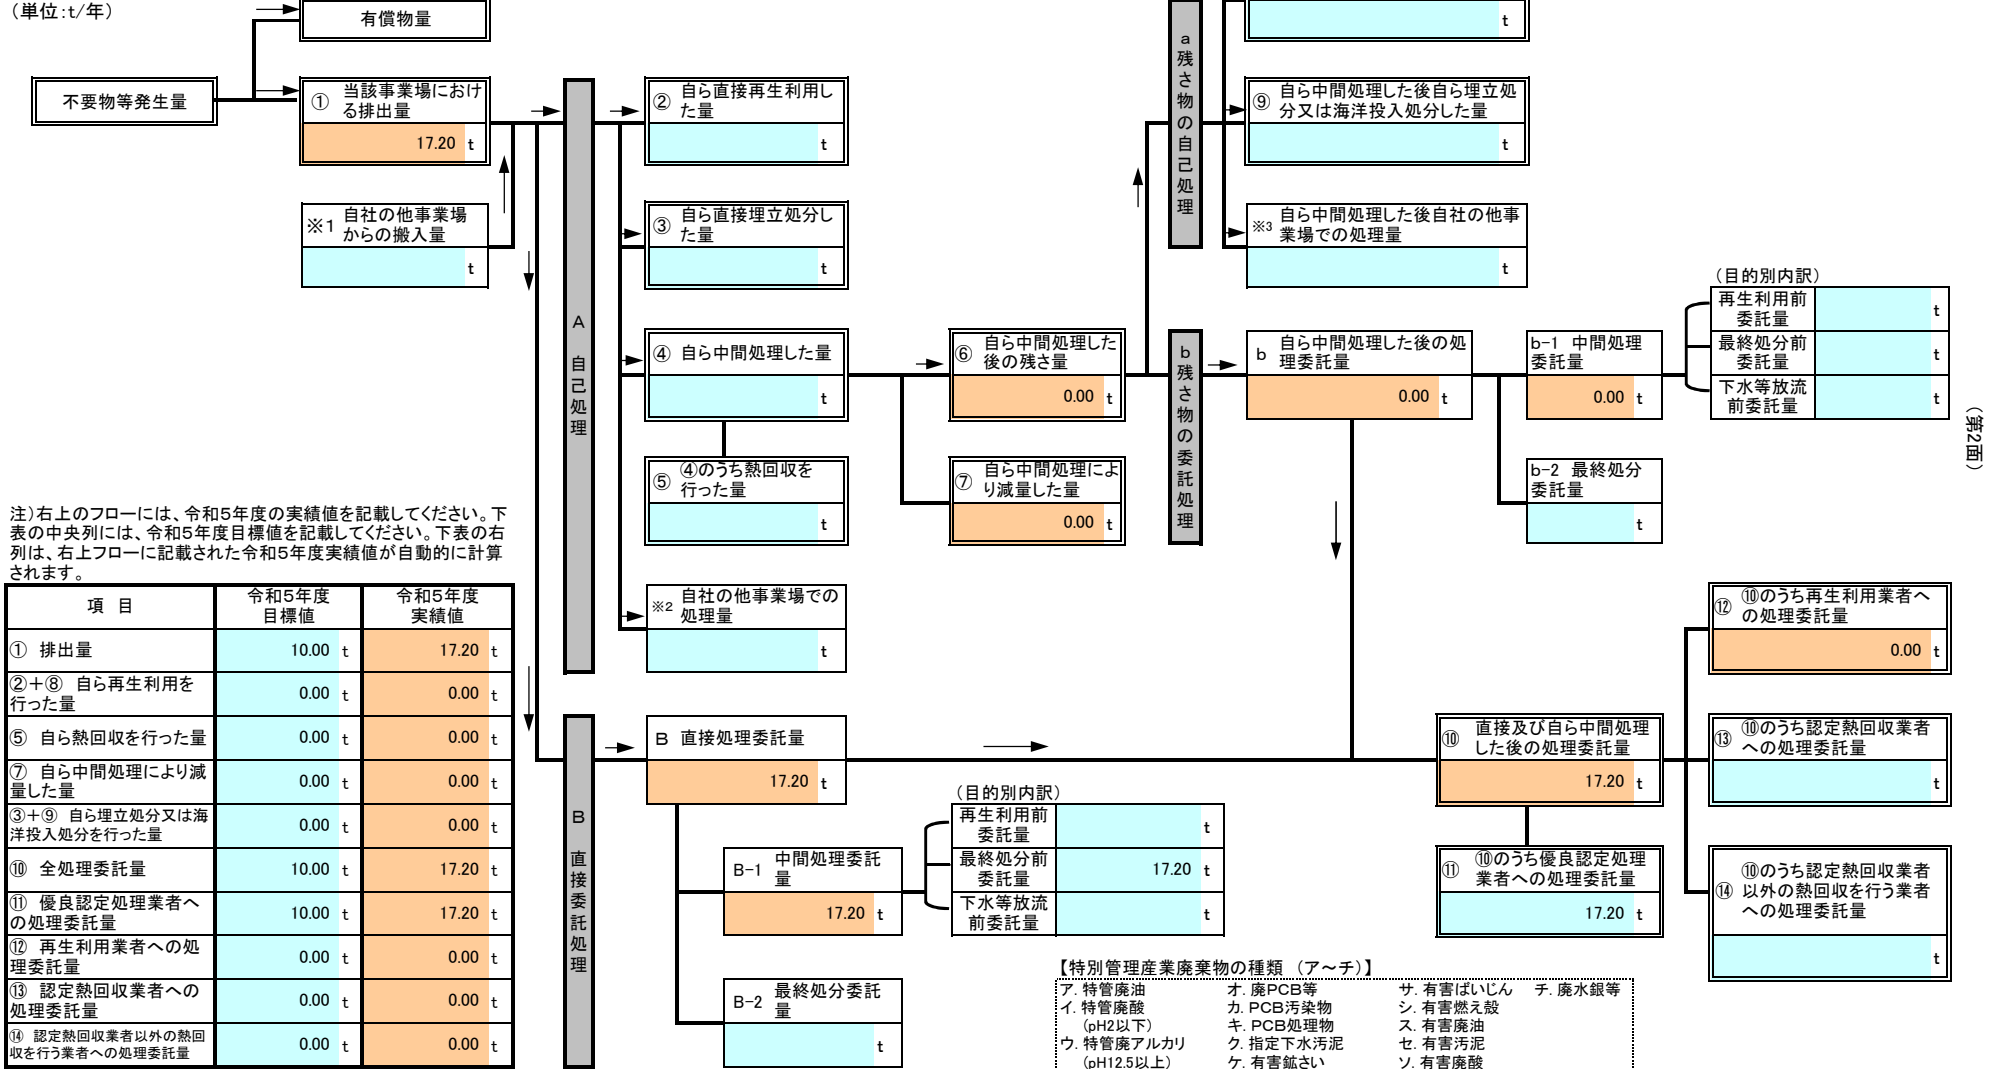 (単位:t/年)
有償物量
不要物等発生量
① 当該事業場におけ
る排出量
17.20 t
※1 自社の他事業場
からの搬入量
t
A 自己処理
② 自ら直接再生利用し
た量
t
③ 自ら直接埋立処分し
た量
t
④ 自ら中間処理した量
t
⑤ ④のうち熱回収を
行った量
t
※2 自社の他事業場での
処理量
t
⑥ 自ら中間処理した
後の残さ量
0.00 t
⑦ 自ら中間処理によ
り減量した量
0.00 t
a 残さ物の自己処理
t
⑨ 自ら中間処理した後自ら埋立処
分又は海洋投入処分した量
t
※3 自ら中間処理した後自社の他事
業場での処理量
t
b 残さ物の委託処理
b 自ら中間処理した後の処
理委託量
0.00 t
b-1 中間処理
委託量
0.00 t
b-2 最終処分
委託量
t
(目的別内訳)
再生利用前
委託量
t
最終処分前
委託量
t
下水等放流
前委託量
t
(第2面)
注)右上のフローには、令和5年度の実績値を記載してください。下
表の中央列には、令和5年度目標値を記載してください。下表の右
列は、右上フローに記載された令和5年度実績値が自動的に計算
されます。
項 目 令和5年度
目標値 令和5年度
実績値
① 排出量 10.00 t 17.20 t
②+⑧ 自ら再生利用を
行った量 0.00 t 0.00 t
⑤ 自ら熱回収を行った量 0.00 t 0.00 t
⑦ 自ら中間処理により減
量した量 0.00 t 0.00 t
③+⑨ 自ら埋立処分又は海
洋投入処分を行った量 0.00 t 0.00 t
⑩ 全処理委託量 10.00 t 17.20 t
⑪ 優良認定処理業者へ
の処理委託量 10.00 t 17.20 t
⑫ 再生利用業者への処
理委託量 0.00 t 0.00 t
⑬ 認定熱回収業者への
処理委託量 0.00 t 0.00 t
⑭ 認定熱回収業者以外の熱回
収を行う業者への処理委託量 0.00 t 0.00 t
B 直接委託処理
B 直接処理委託量
17.20 t
B-1 中間処理委託
量
17.20 t
B-2 最終処分委託
量
t
(目的別内訳)
再生利用前
委託量
t
最終処分前
委託量
17.20 t
下水等放流
前委託量
t
⑩ 直接及び自ら中間処理
した後の処理委託量
17.20 t
⑪ ⑩のうち優良認定処理
業者への処理委託量
17.20 t
⑫ ⑩のうち再生利用業者へ
の処理委託量
0.00 t
⑬ ⑩のうち認定熱回収業者
への処理委託量
t
⑭ ⑩のうち認定熱回収業者
以外の熱回収を行う業者
への処理委託量
t
【特別管理産業廃棄物の種類 (ア~チ)】
ア. 特管廃油 オ. 廃PCB等 サ. 有害ばいじん チ. 廃水銀等
イ. 特管廃酸 カ. PCB汚染物 シ. 有害燃え殻
(pH2以下) キ. PCB処理物 ス. 有害廃油
ウ. 特管廃アルカリ ク. 指定下水汚泥 セ. 有害汚泥
(pH12.5以上) ケ. 有害鉱さい ソ. 有害廃酸